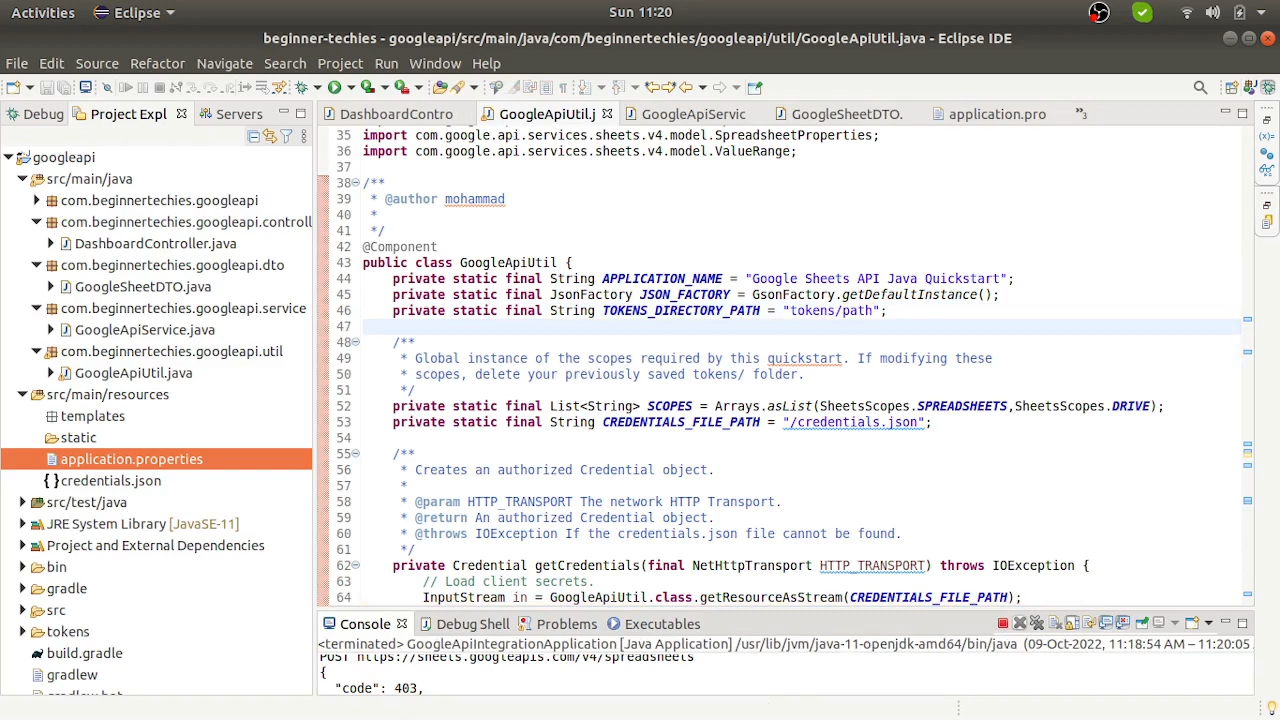 Activities Eclipse Sun 11:20
beginner-techies - googleapi/src/main/java/com/beginnertechies/googleapi/util/GoogleApiUtil.java - Eclipse IDE
File Edit Source Refactor Navigate Search Project Run Window Help
Debug Project Expl Servers DashboardContro GoogleApiUtil.j GoogleApiServic GoogleSheetDTO. application.pro »3
googleapi
src/main/java
com.beginnertechies.googleapi
com.beginnertechies.googleapi.controll
DashboardController.java
com.beginnertechies.googleapi.dto
GoogleSheetDTO.java
com.beginnertechies.googleapi.service
GoogleApiService.java
com.beginnertechies.googleapi.util
GoogleApiUtil.java
src/main/resources
templates
static
application.properties
credentials.json
src/test/java
JRE System Library [JavaSE-11]
Project and External Dependencies
bin
gradle
src
tokens
build.gradle
gradlew
gradlew.bat
35 import com.google.api.services.sheets.v4.model.SpreadsheetProperties;
36 import com.google.api.services.sheets.v4.model.ValueRange;
37
38 /**
39 * @author mohammad
40 *
41 */
42 @Component
43 public class GoogleApiUtil {
44 private static final String APPLICATION_NAME = "Google Sheets API Java Quickstart";
45 private static final JsonFactory JSON_FACTORY = GsonFactory.getDefaultInstance();
46 private static final String TOKENS_DIRECTORY_PATH = "tokens/path";
47
48 /**
49 * Global instance of the scopes required by this quickstart. If modifying these
50 * scopes, delete your previously saved tokens/ folder.
51 */
52 private static final List<String> SCOPES = Arrays.asList(SheetsScopes.SPREADSHEETS,SheetsScopes.DRIVE);
53 private static final String CREDENTIALS_FILE_PATH = "/credentials.json";
54
55 /**
56 * Creates an authorized Credential object.
57 *
58 * @param HTTP_TRANSPORT The network HTTP Transport.
59 * @return An authorized Credential object.
60 * @throws IOException If the credentials.json file cannot be found.
61 */
62 private Credential getCredentials(final NetHttpTransport HTTP_TRANSPORT) throws IOException {
63 // Load client secrets.
64 InputStream in = GoogleApiUtil.class.getResourceAsStream(CREDENTIALS_FILE_PATH);
Console Debug Shell Problems Executables
<terminated> GoogleApiIntegrationApplication [Java Application] /usr/lib/jvm/java-11-openjdk-amd64/bin/java (09-Oct-2022, 11:18:54 AM – 11:20:05
POST https://sheets.googleapis.com/v4/spreadsheets
{
"code": 403,